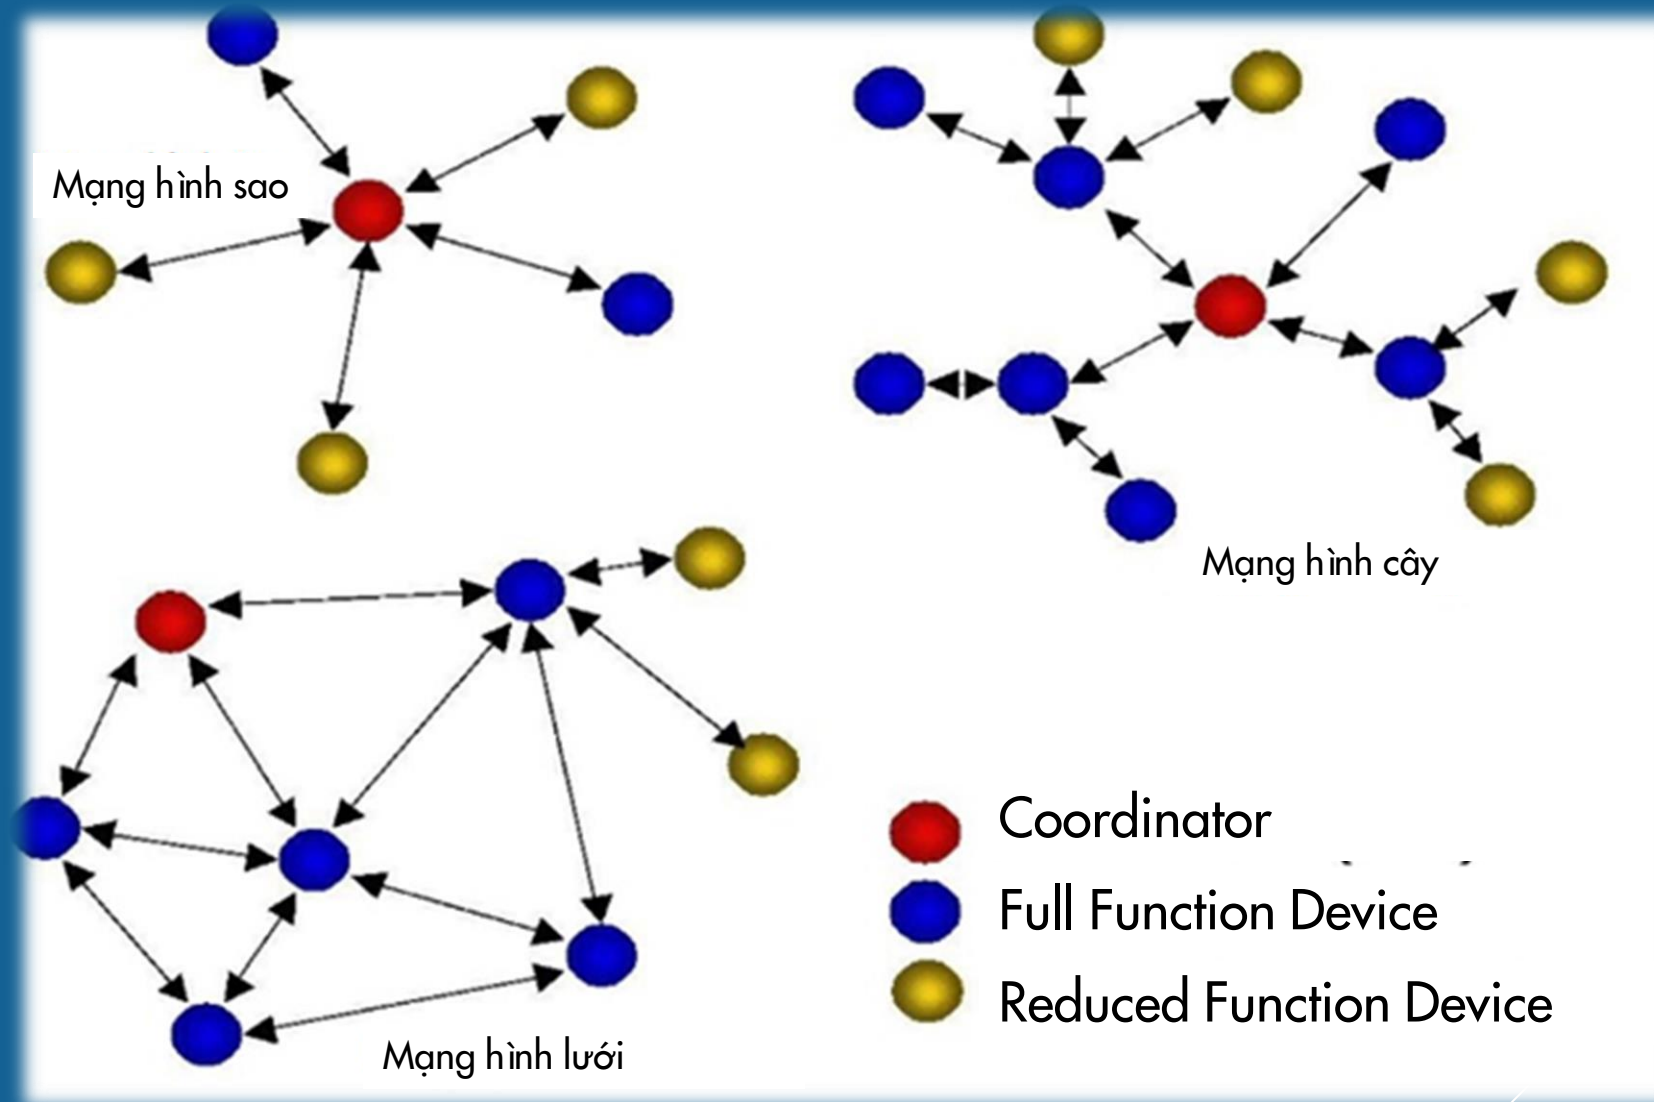 Mạng hình sao
Mạng hình cây
Mạng hình lưới
Coordinator
Full Function Device
Reduced Function Device